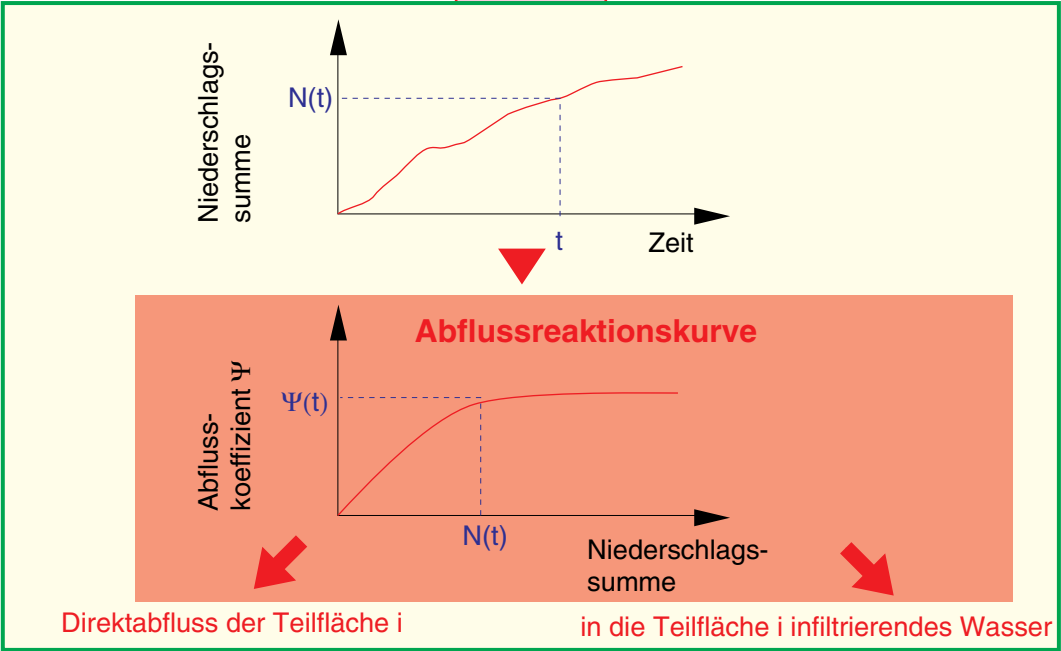 Niederschlags-
summe
N(t)
t
Zeit
Abflussreaktionskurve
Abfluss-
koeffizient Ψ
Ψ(t)
N(t)
Niederschlags-
summe
Direktabfluss der Teilfläche i
in die Teilfläche i infiltrierendes Wasser